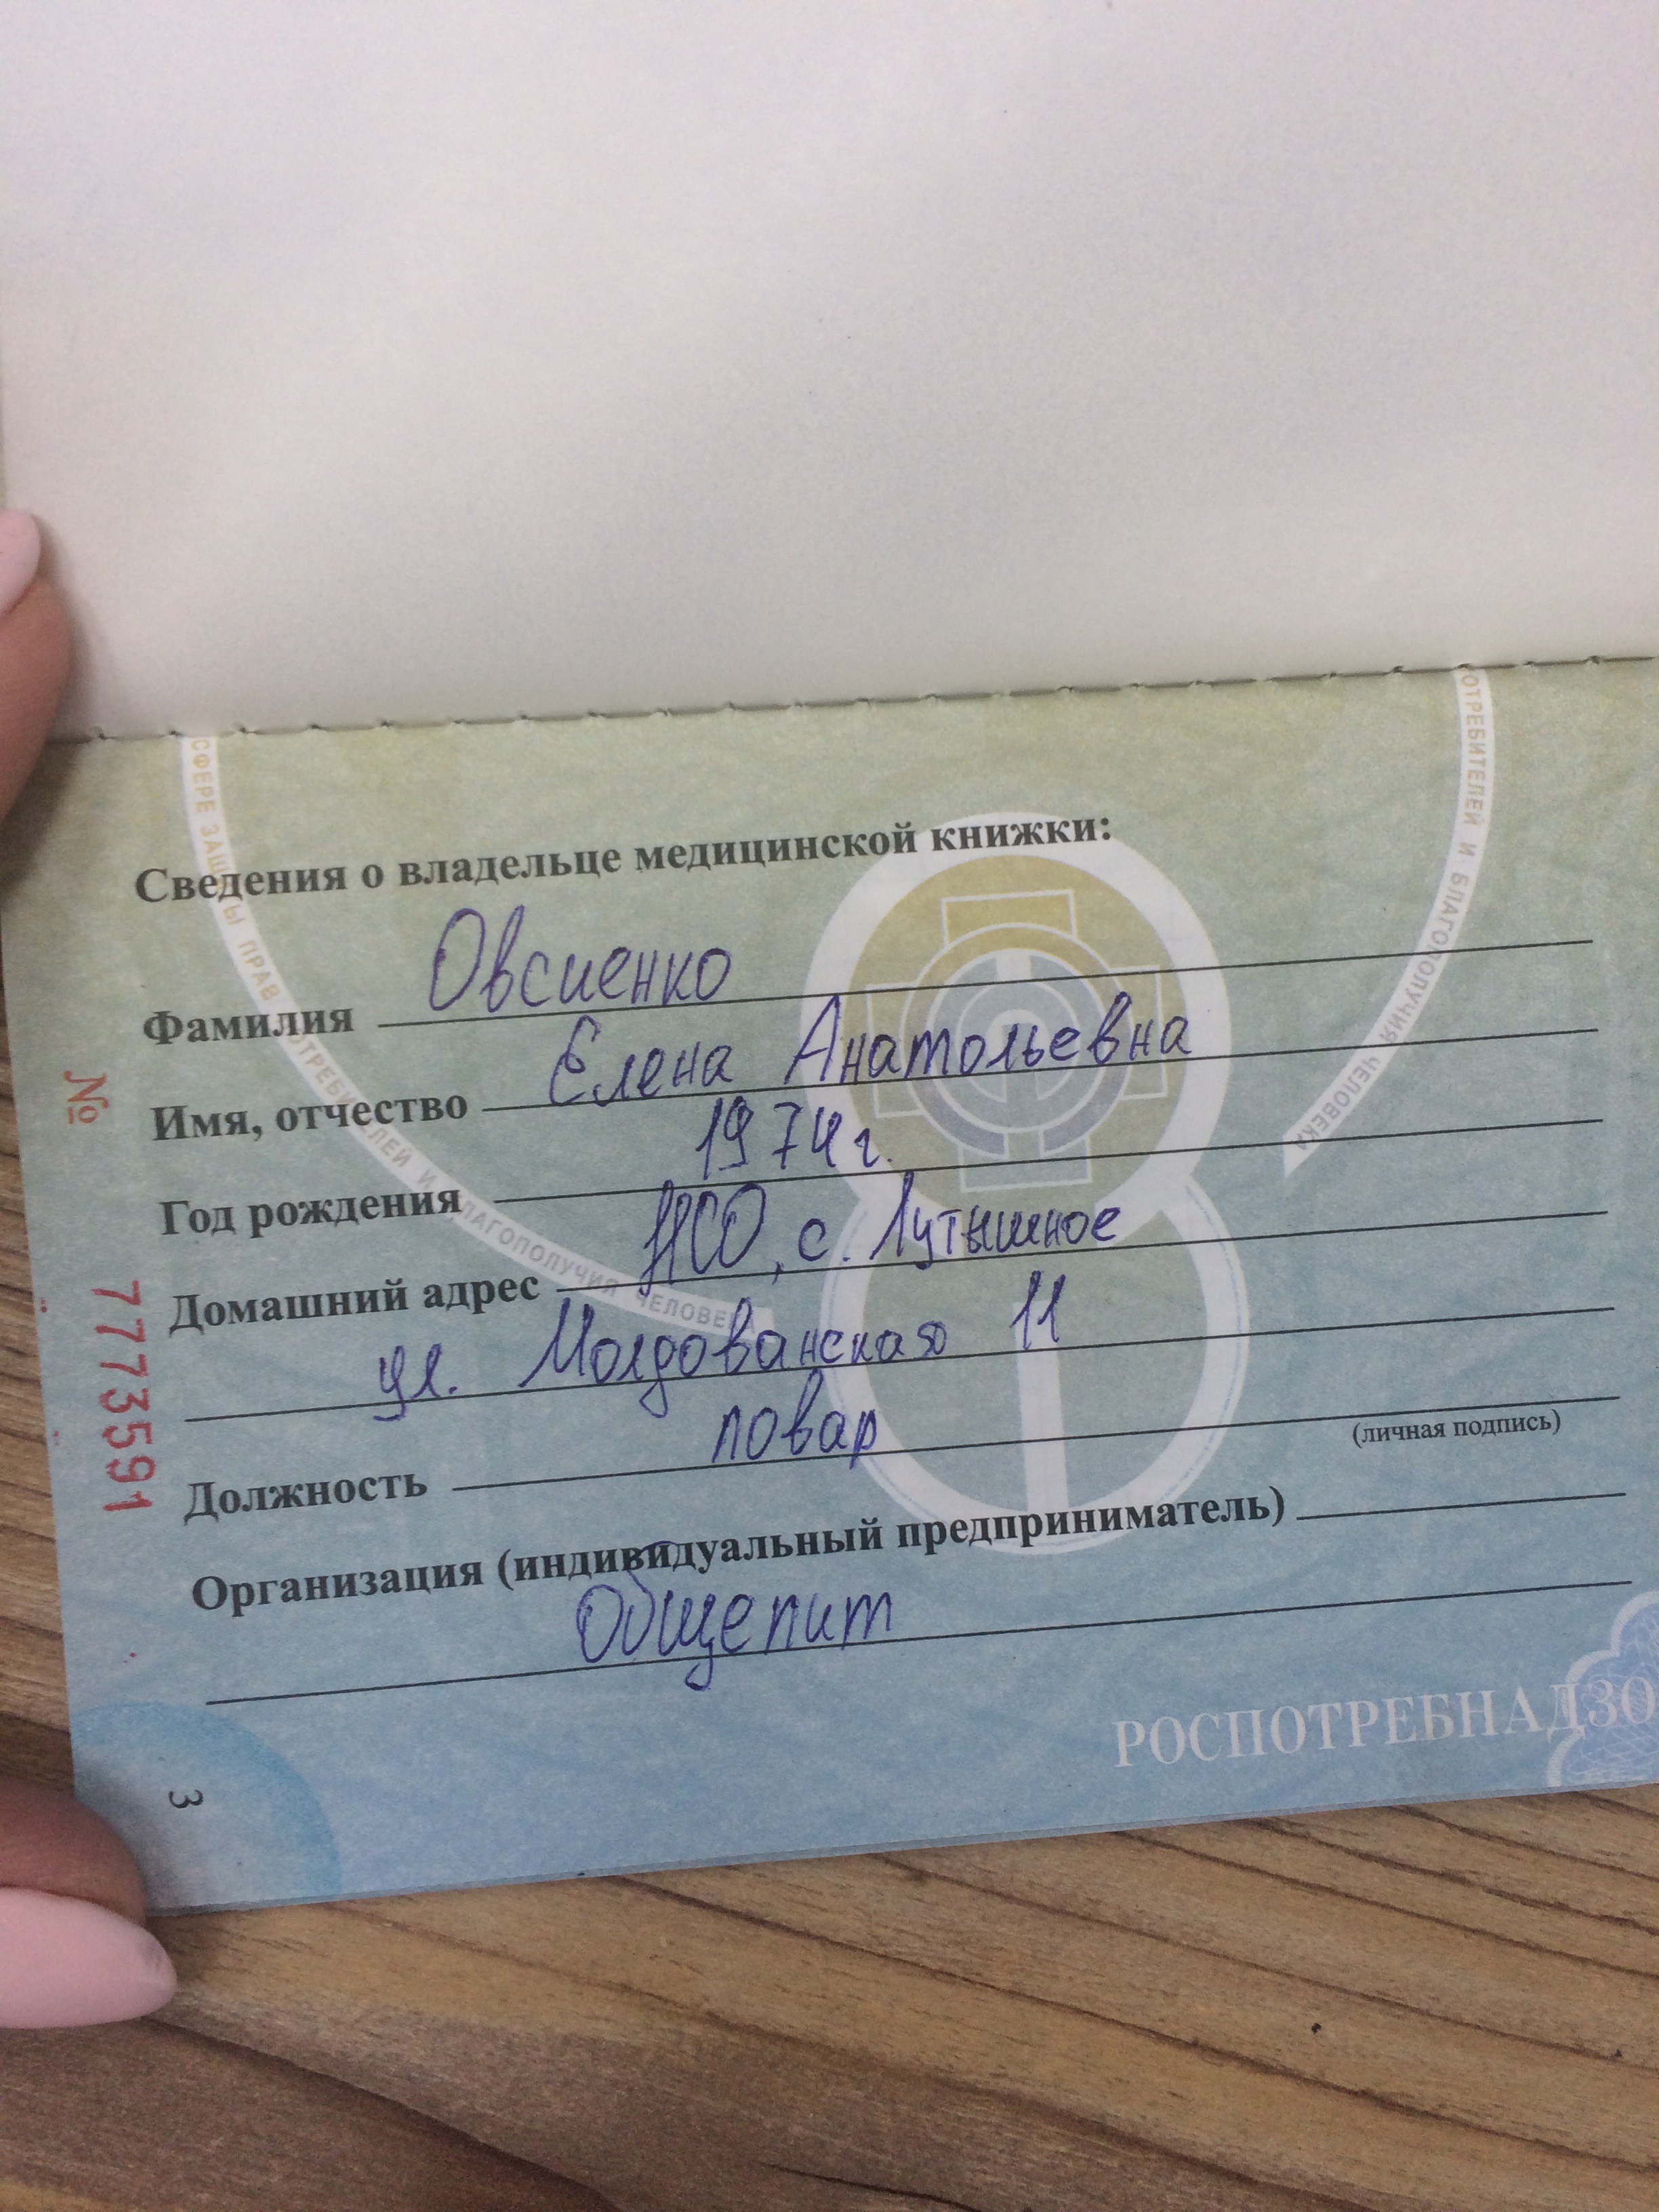 Сведения о владельце медицинской книжки:
Фамилия Овсиенко
Имя, отчество Елена Анатольевна
Год рождения 1974г.
Домашний адрес НСО, с. Лутышное
ул. Молдованская 11
(личная подпись)
Должность повар
Организация (индивидуальный предприниматель)
Общепит
РОСПОТРЕБНАДЗО
3
№ 7773591
СФЕРЕ ЗАЩИТЫ ПРАВ ПОТРЕБИТЕЛЕЙ И БЛАГОПОЛУЧИЯ ЧЕЛОВЕ
ОТРЕБИТЕЛЕЙ И БЛАГОПОЛУЧИЯ ЧЕЛОВЕКА